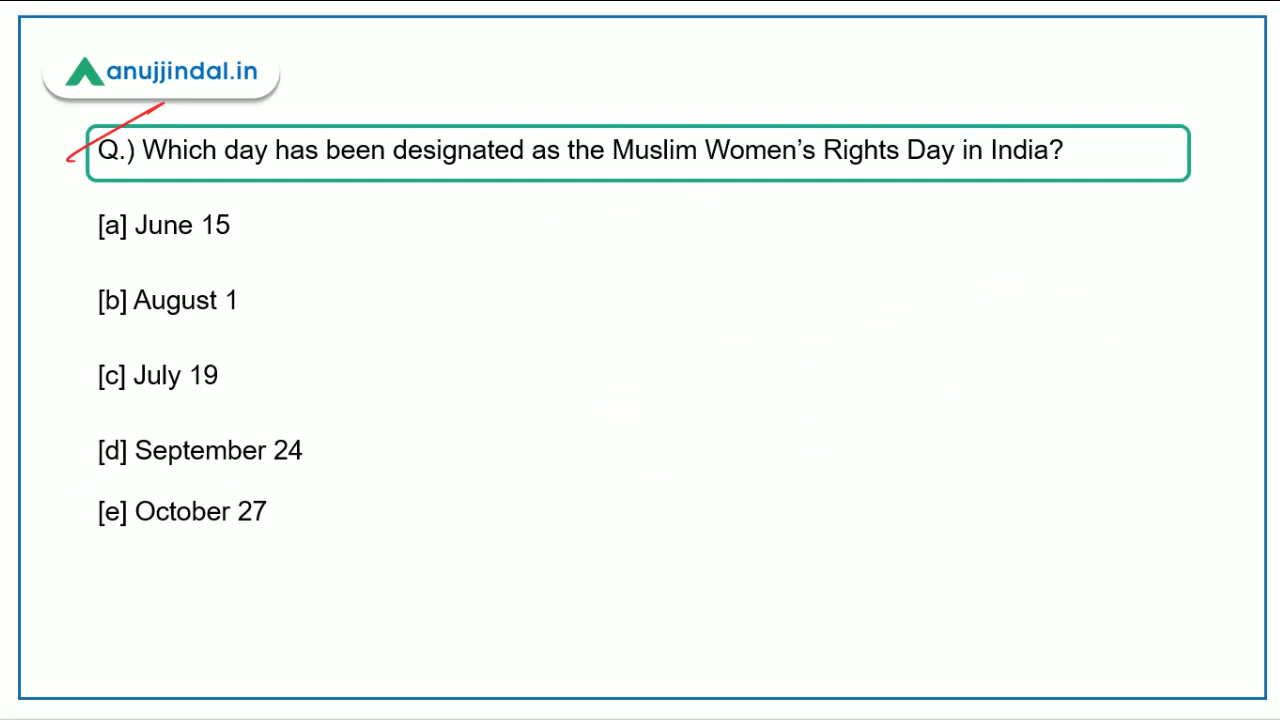 anujjindal.in
Q.) Which day has been designated as the Muslim Women’s Rights Day in India?
[a] June 15
[b] August 1
[c] July 19
[d] September 24
[e] October 27